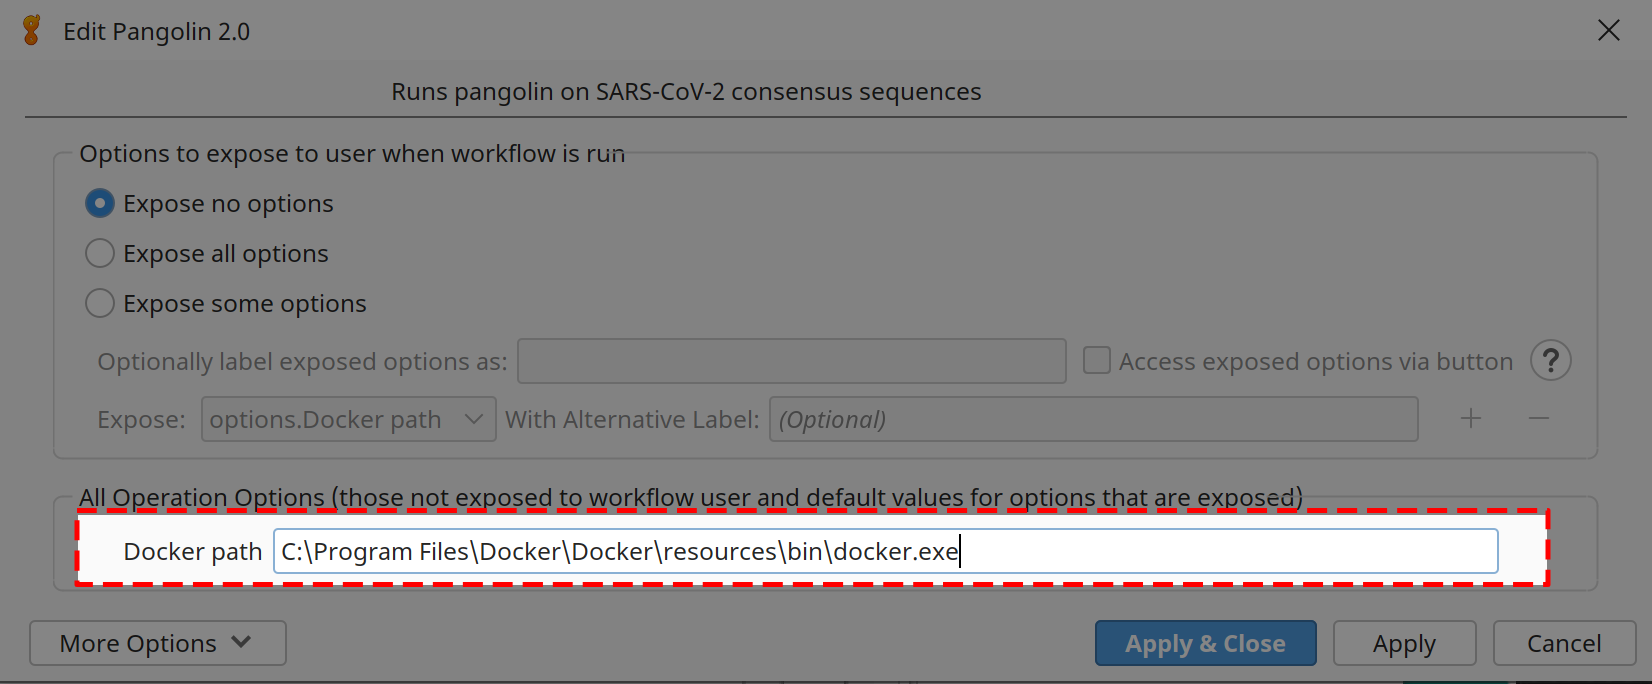 Edit Pangolin 2.0
Runs pangolin on SARS-CoV-2 consensus sequences
Options to expose to user when workflow is run
Expose no options
Expose all options
Expose some options
Optionally label exposed options as: Access exposed options via button ?
Expose: options.Docker path With Alternative Label: (Optional) + −
All Operation Options (those not exposed to workflow user and default values for options that are exposed)
Docker path C:\Program Files\Docker\Docker\resources\bin\docker.exe
More Options Apply & Close Apply Cancel